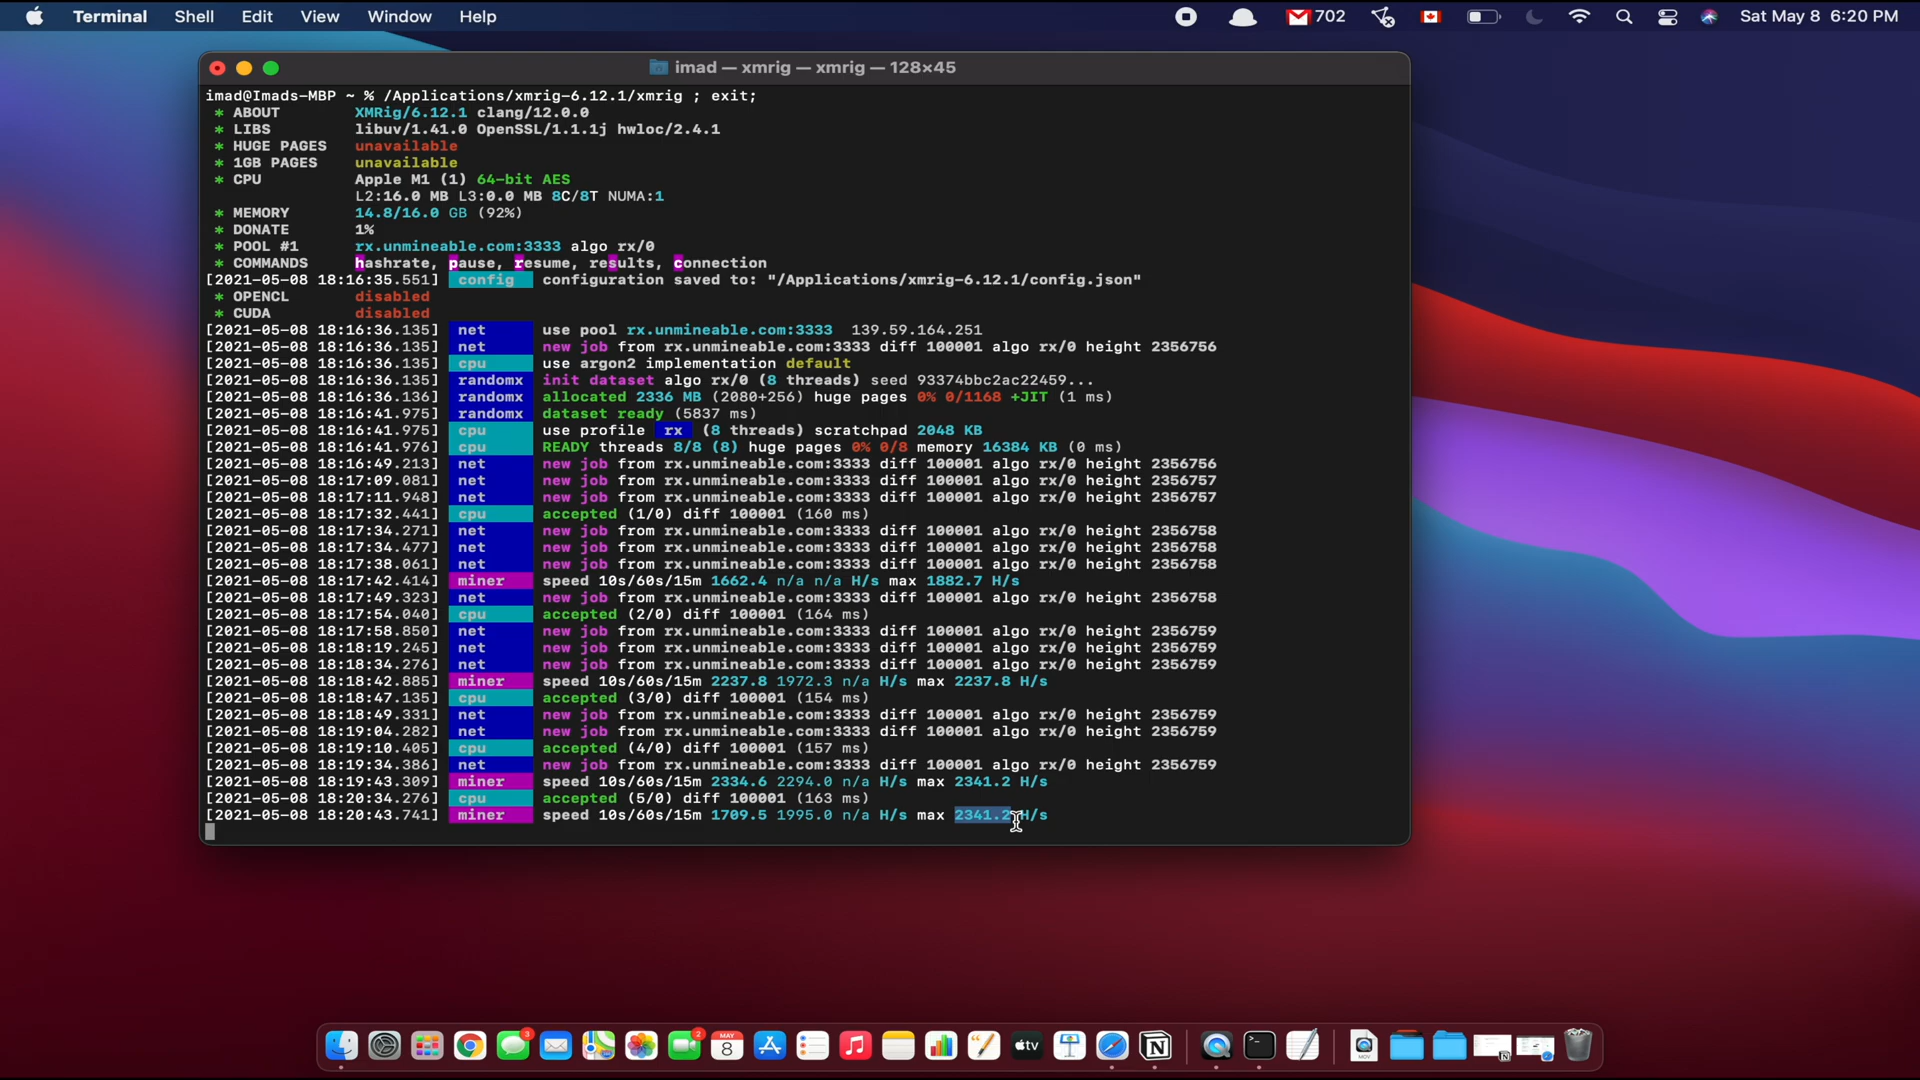 Terminal Shell Edit View Window Help 702 Sat May 8 6:20 PM
imad — xmrig — xmrig — 128×45
imad@Imads-MBP ~ % /Applications/xmrig-6.12.1/xmrig ; exit;
* ABOUT XMRig/6.12.1 clang/12.0.0
* LIBS libuv/1.41.0 OpenSSL/1.1.1j hwloc/2.4.1
* HUGE PAGES unavailable
* 1GB PAGES unavailable
* CPU Apple M1 (1) 64-bit AES
L2:16.0 MB L3:0.0 MB 8C/8T NUMA:1
* MEMORY 14.8/16.0 GB (92%)
* DONATE 1%
* POOL #1 rx.unmineable.com:3333 algo rx/0
* COMMANDS hashrate, pause, resume, results, connection
[2021-05-08 18:16:35.551] config configuration saved to: "/Applications/xmrig-6.12.1/config.json"
* OPENCL disabled
* CUDA disabled
[2021-05-08 18:16:36.135] net use pool rx.unmineable.com:3333 139.59.164.251
[2021-05-08 18:16:36.135] net new job from rx.unmineable.com:3333 diff 100001 algo rx/0 height 2356756
[2021-05-08 18:16:36.135] cpu use argon2 implementation default
[2021-05-08 18:16:36.135] randomx init dataset algo rx/0 (8 threads) seed 93374bbc2ac22459...
[2021-05-08 18:16:36.136] randomx allocated 2336 MB (2080+256) huge pages 0% 0/1168 +JIT (1 ms)
[2021-05-08 18:16:41.975] randomx dataset ready (5837 ms)
[2021-05-08 18:16:41.975] cpu use profile rx (8 threads) scratchpad 2048 KB
[2021-05-08 18:16:41.976] cpu READY threads 8/8 (8) huge pages 0% 0/8 memory 16384 KB (0 ms)
[2021-05-08 18:16:49.213] net new job from rx.unmineable.com:3333 diff 100001 algo rx/0 height 2356756
[2021-05-08 18:17:09.081] net new job from rx.unmineable.com:3333 diff 100001 algo rx/0 height 2356757
[2021-05-08 18:17:11.948] net new job from rx.unmineable.com:3333 diff 100001 algo rx/0 height 2356757
[2021-05-08 18:17:32.441] cpu accepted (1/0) diff 100001 (160 ms)
[2021-05-08 18:17:34.271] net new job from rx.unmineable.com:3333 diff 100001 algo rx/0 height 2356758
[2021-05-08 18:17:34.477] net new job from rx.unmineable.com:3333 diff 100001 algo rx/0 height 2356758
[2021-05-08 18:17:38.061] net new job from rx.unmineable.com:3333 diff 100001 algo rx/0 height 2356758
[2021-05-08 18:17:42.414] miner speed 10s/60s/15m 1662.4 n/a n/a H/s max 1882.7 H/s
[2021-05-08 18:17:49.323] net new job from rx.unmineable.com:3333 diff 100001 algo rx/0 height 2356758
[2021-05-08 18:17:54.040] cpu accepted (2/0) diff 100001 (164 ms)
[2021-05-08 18:17:58.850] net new job from rx.unmineable.com:3333 diff 100001 algo rx/0 height 2356759
[2021-05-08 18:18:19.245] net new job from rx.unmineable.com:3333 diff 100001 algo rx/0 height 2356759
[2021-05-08 18:18:34.276] net new job from rx.unmineable.com:3333 diff 100001 algo rx/0 height 2356759
[2021-05-08 18:18:42.885] miner speed 10s/60s/15m 2237.8 1972.3 n/a H/s max 2237.8 H/s
[2021-05-08 18:18:47.135] cpu accepted (3/0) diff 100001 (154 ms)
[2021-05-08 18:18:49.331] net new job from rx.unmineable.com:3333 diff 100001 algo rx/0 height 2356759
[2021-05-08 18:19:04.282] net new job from rx.unmineable.com:3333 diff 100001 algo rx/0 height 2356759
[2021-05-08 18:19:10.405] cpu accepted (4/0) diff 100001 (157 ms)
[2021-05-08 18:19:34.386] net new job from rx.unmineable.com:3333 diff 100001 algo rx/0 height 2356759
[2021-05-08 18:19:43.309] miner speed 10s/60s/15m 2334.6 2294.0 n/a H/s max 2341.2 H/s
[2021-05-08 18:20:34.276] cpu accepted (5/0) diff 100001 (163 ms)
[2021-05-08 18:20:43.741] miner speed 10s/60s/15m 1709.5 1995.0 n/a H/s max 2341.2 H/s
3 2 MAY 8 tv